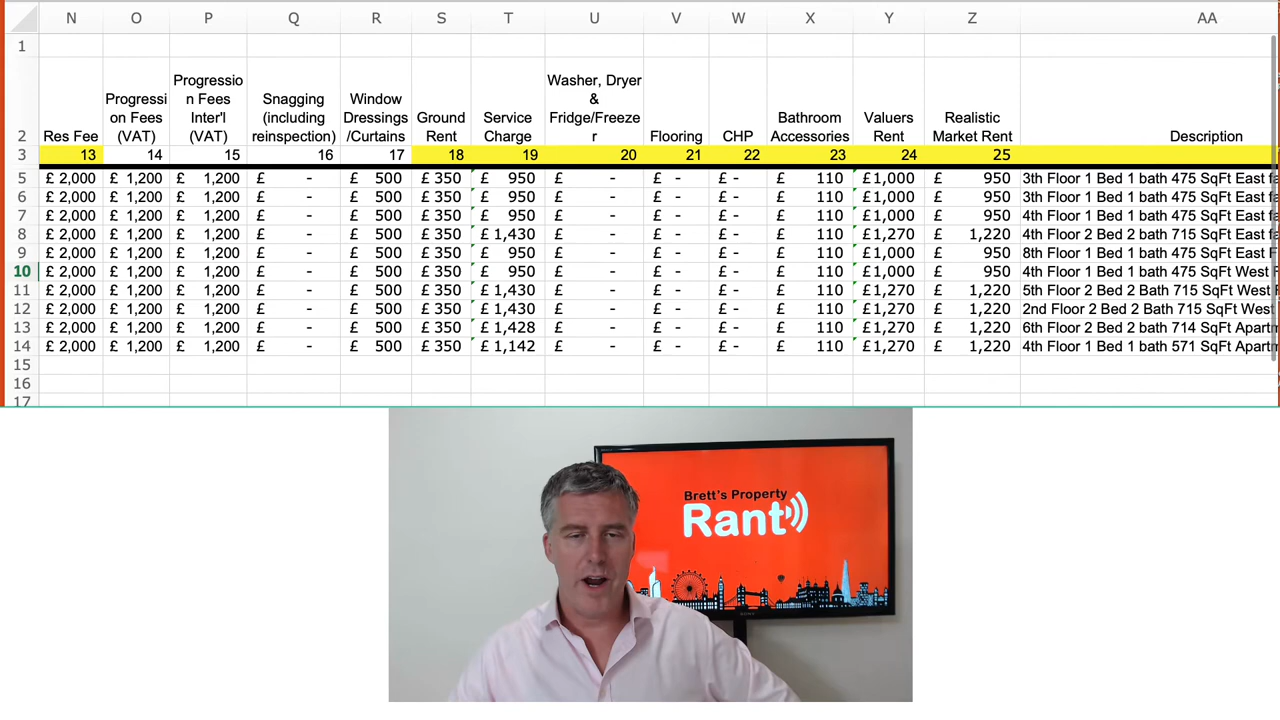 N O P Q R S T U V W X Y Z AA
1
2 Res Fee Progressi on Fees (VAT) Progressio n Fees Inter'l (VAT) Snagging (including reinspection) Window Dressings /Curtains Ground Rent Service Charge Washer, Dryer & Fridge/Freeze r Flooring CHP Bathroom Accessories Valuers Rent Realistic Market Rent Description
3 13 14 15 16 17 18 19 20 21 22 23 24 25
5 £ 2,000 £ 1,200 £ 1,200 £ - £ 500 £ 350 £ 950 £ - £ - £ - £ 110 £1,000 £ 950 3th Floor 1 Bed 1 bath 475 SqFt East
6 £ 2,000 £ 1,200 £ 1,200 £ - £ 500 £ 350 £ 950 £ - £ - £ - £ 110 £1,000 £ 950 3th Floor 1 Bed 1 bath 475 SqFt East
7 £ 2,000 £ 1,200 £ 1,200 £ - £ 500 £ 350 £ 950 £ - £ - £ - £ 110 £1,000 £ 950 4th Floor 1 Bed 1 bath 475 SqFt East
8 £ 2,000 £ 1,200 £ 1,200 £ - £ 500 £ 350 £ 1,430 £ - £ - £ - £ 110 £1,270 £ 1,220 4th Floor 2 Bed 2 bath 715 SqFt East
9 £ 2,000 £ 1,200 £ 1,200 £ - £ 500 £ 350 £ 950 £ - £ - £ - £ 110 £1,000 £ 950 8th Floor 1 Bed 1 bath 475 SqFt East
10 £ 2,000 £ 1,200 £ 1,200 £ - £ 500 £ 350 £ 950 £ - £ - £ - £ 110 £1,000 £ 950 4th Floor 1 Bed 1 bath 475 SqFt West
11 £ 2,000 £ 1,200 £ 1,200 £ - £ 500 £ 350 £ 1,430 £ - £ - £ - £ 110 £1,270 £ 1,220 5th Floor 2 Bed 2 Bath 715 SqFt West
12 £ 2,000 £ 1,200 £ 1,200 £ - £ 500 £ 350 £ 1,430 £ - £ - £ - £ 110 £1,270 £ 1,220 2nd Floor 2 Bed 2 Bath 715 SqFt West
13 £ 2,000 £ 1,200 £ 1,200 £ - £ 500 £ 350 £ 1,428 £ - £ - £ - £ 110 £1,270 £ 1,220 6th Floor 2 Bed 2 bath 714 SqFt
14 £ 2,000 £ 1,200 £ 1,200 £ - £ 500 £ 350 £ 1,142 £ - £ - £ - £ 110 £1,270 £ 1,220 4th Floor 1 Bed 1 bath 571 SqFt
15
16
17
Brett's Property
Rant